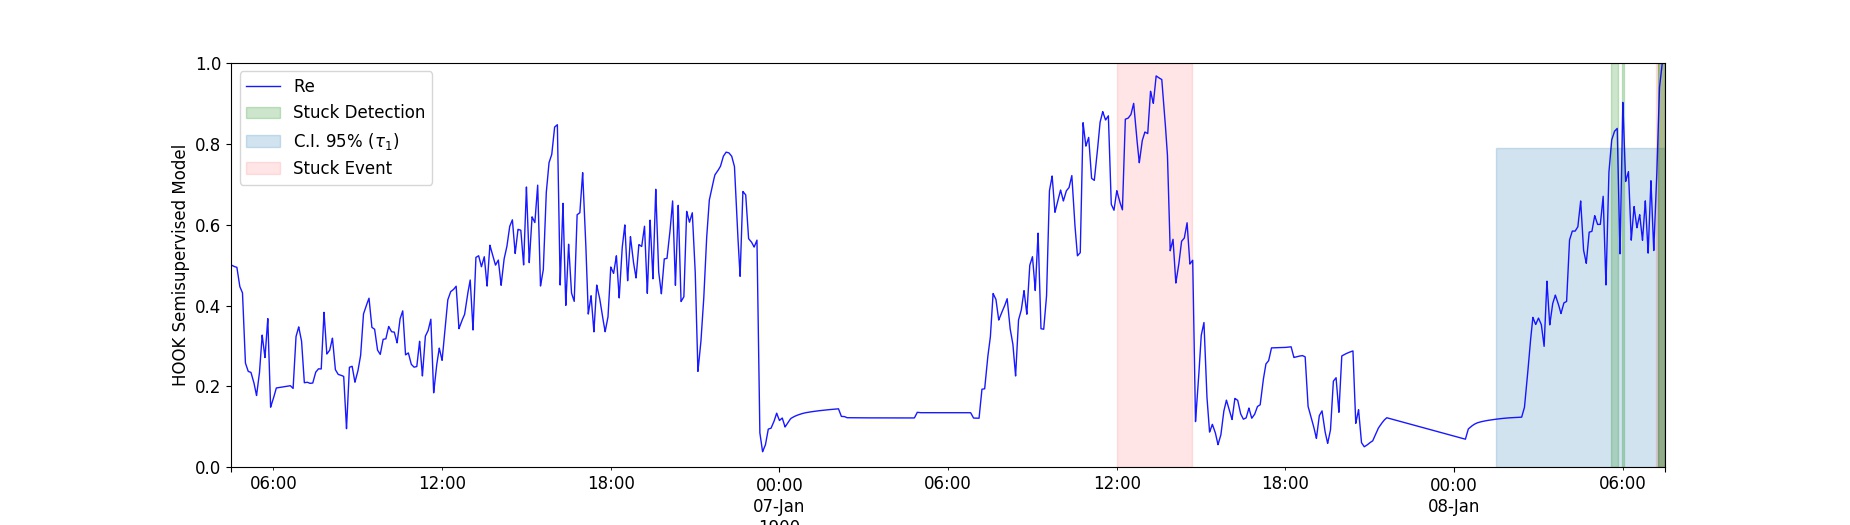 HOOK Semisupervised Model
1.0
0.8
0.6
0.4
0.2
0.0
Re
Stuck Detection
C.I. 95% (τ₁)
Stuck Event
06:00 12:00 18:00 00:00 06:00 12:00 18:00 00:00 06:00
07-Jan 08-Jan
1900